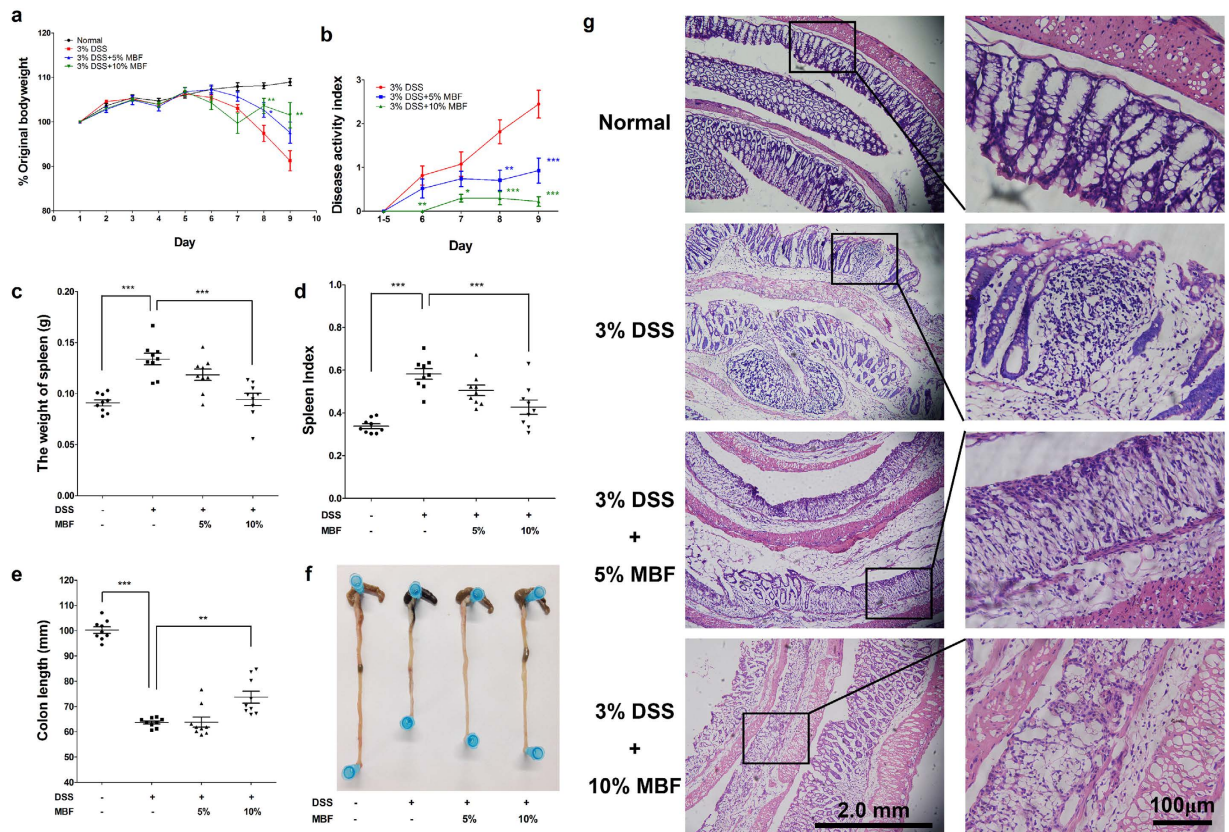 a
120
110
100
90
80
% Original bodyweight
0 1 2 3 4 5 6 7 8 9 10
Day
Normal
3% DSS
3% DSS+5% MBF
3% DSS+10% MBF
**
*
**
b
3
2
1
0
Disease activity index
1-5 6 7 8 9
Day
3% DSS
3% DSS+5% MBF
3% DSS+10% MBF
** ***
** * *** ***
c
0.20
0.15
0.10
0.05
0.00
The weight of spleen (g)
*** ***
DSS - + + +
MBF - - 5% 10%
d
1.0
0.8
0.6
0.4
0.2
0.0
Spleen Index
*** ***
DSS - + + +
MBF - - 5% 10%
e
120
110
100
90
80
70
60
50
40
Colon length (mm)
*** **
DSS - + + +
MBF - - 5% 10%
f
DSS - + + +
MBF - - 5% 10%
g
Normal
3% DSS
3% DSS
+
5% MBF
3% DSS
+
10% MBF
2.0 mm
100μm